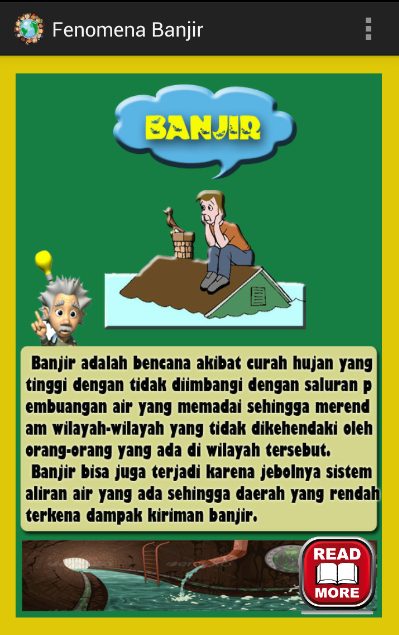 Fenomena Banjir
BANJIR
Banjir adalah bencana akibat curah hujan yang
tinggi dengan tidak diimbangi dengan saluran p
embuangan air yang memadai sehingga merend
am wilayah-wilayah yang tidak dikehendaki oleh
orang-orang yang ada di wilayah tersebut.
Banjir bisa juga terjadi karena jebolnya sistem
aliran air yang ada sehingga daerah yang rendah
terkena dampak kiriman banjir.
READ
MORE